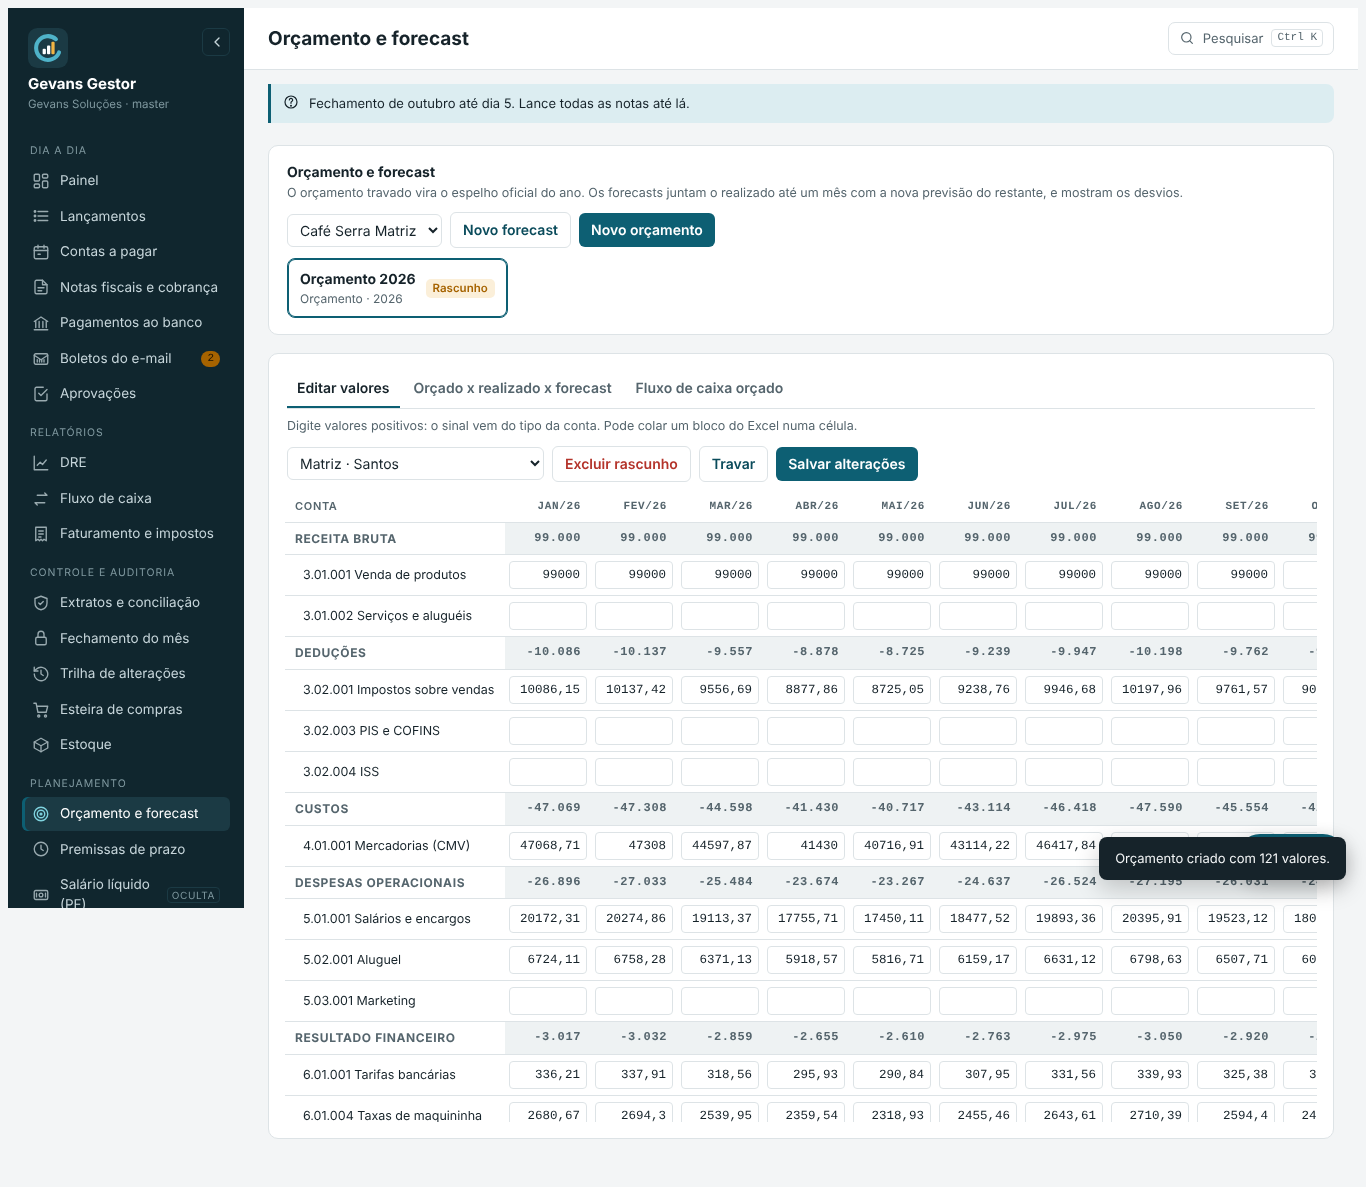 Gevans Gestor
Gevans Soluções · master
DIA A DIA
Painel
Lançamentos
Contas a pagar
Notas fiscais e cobrança
Pagamentos ao banco
Boletos do e-mail 2
Aprovações
RELATÓRIOS
DRE
Fluxo de caixa
Faturamento e impostos
CONTROLE E AUDITORIA
Extratos e conciliação
Fechamento do mês
Trilha de alterações
Esteira de compras
Estoque
PLANEJAMENTO
Orçamento e forecast
Premissas de prazo
Salário líquido
(PF) OCULTA
Orçamento e forecast
Pesquisar Ctrl K
Fechamento de outubro até dia 5. Lance todas as notas até lá.
Orçamento e forecast
O orçamento travado vira o espelho oficial do ano. Os forecasts juntam o realizado até um mês com a nova previsão do restante, e mostram os desvios.
Café Serra Matriz Novo forecast Novo orçamento
Orçamento 2026
Orçamento · 2026
Rascunho
Editar valores Orçado x realizado x forecast Fluxo de caixa orçado
Digite valores positivos: o sinal vem do tipo da conta. Pode colar um bloco do Excel numa célula.
Matriz · Santos Excluir rascunho Travar Salvar alterações
CONTA JAN/26 FEV/26 MAR/26 ABR/26 MAI/26 JUN/26 JUL/26 AGO/26 SET/26
RECEITA BRUTA 99.000 99.000 99.000 99.000 99.000 99.000 99.000 99.000 99.000
3.01.001 Venda de produtos 99000 99000 99000 99000 99000 99000 99000 99000 99000
3.01.002 Serviços e aluguéis
DEDUÇÕES -10.086 -10.137 -9.557 -8.878 -8.725 -9.239 -9.947 -10.198 -9.762
3.02.001 Impostos sobre vendas 10086,15 10137,42 9556,69 8877,86 8725,05 9238,76 9946,68 10197,96 9761,57
3.02.003 PIS e COFINS
3.02.004 ISS
CUSTOS -47.069 -47.308 -44.598 -41.430 -40.717 -43.114 -46.418 -47.590 -45.554
4.01.001 Mercadorias (CMV) 47068,71 47308 44597,87 41430 40716,91 43114,22 46417,84
Orçamento criado com 121 valores.
DESPESAS OPERACIONAIS -26.896 -27.033 -25.484 -23.674 -23.267 -24.637 -26.524 -27.195 -26.031
5.01.001 Salários e encargos 20172,31 20274,86 19113,37 17755,71 17450,11 18477,52 19893,36 20395,91 19523,12
5.02.001 Aluguel 6724,11 6758,28 6371,13 5918,57 5816,71 6159,17 6631,12 6798,63 6507,71
5.03.001 Marketing
RESULTADO FINANCEIRO -3.017 -3.032 -2.859 -2.655 -2.610 -2.763 -2.975 -3.050 -2.920
6.01.001 Tarifas bancárias 336,21 337,91 318,56 295,93 290,84 307,95 331,56 339,93 325,38
6.01.004 Taxas de maquininha 2680,67 2694,3 2539,95 2359,54 2318,93 2455,46 2643,61 2710,39 2594,4